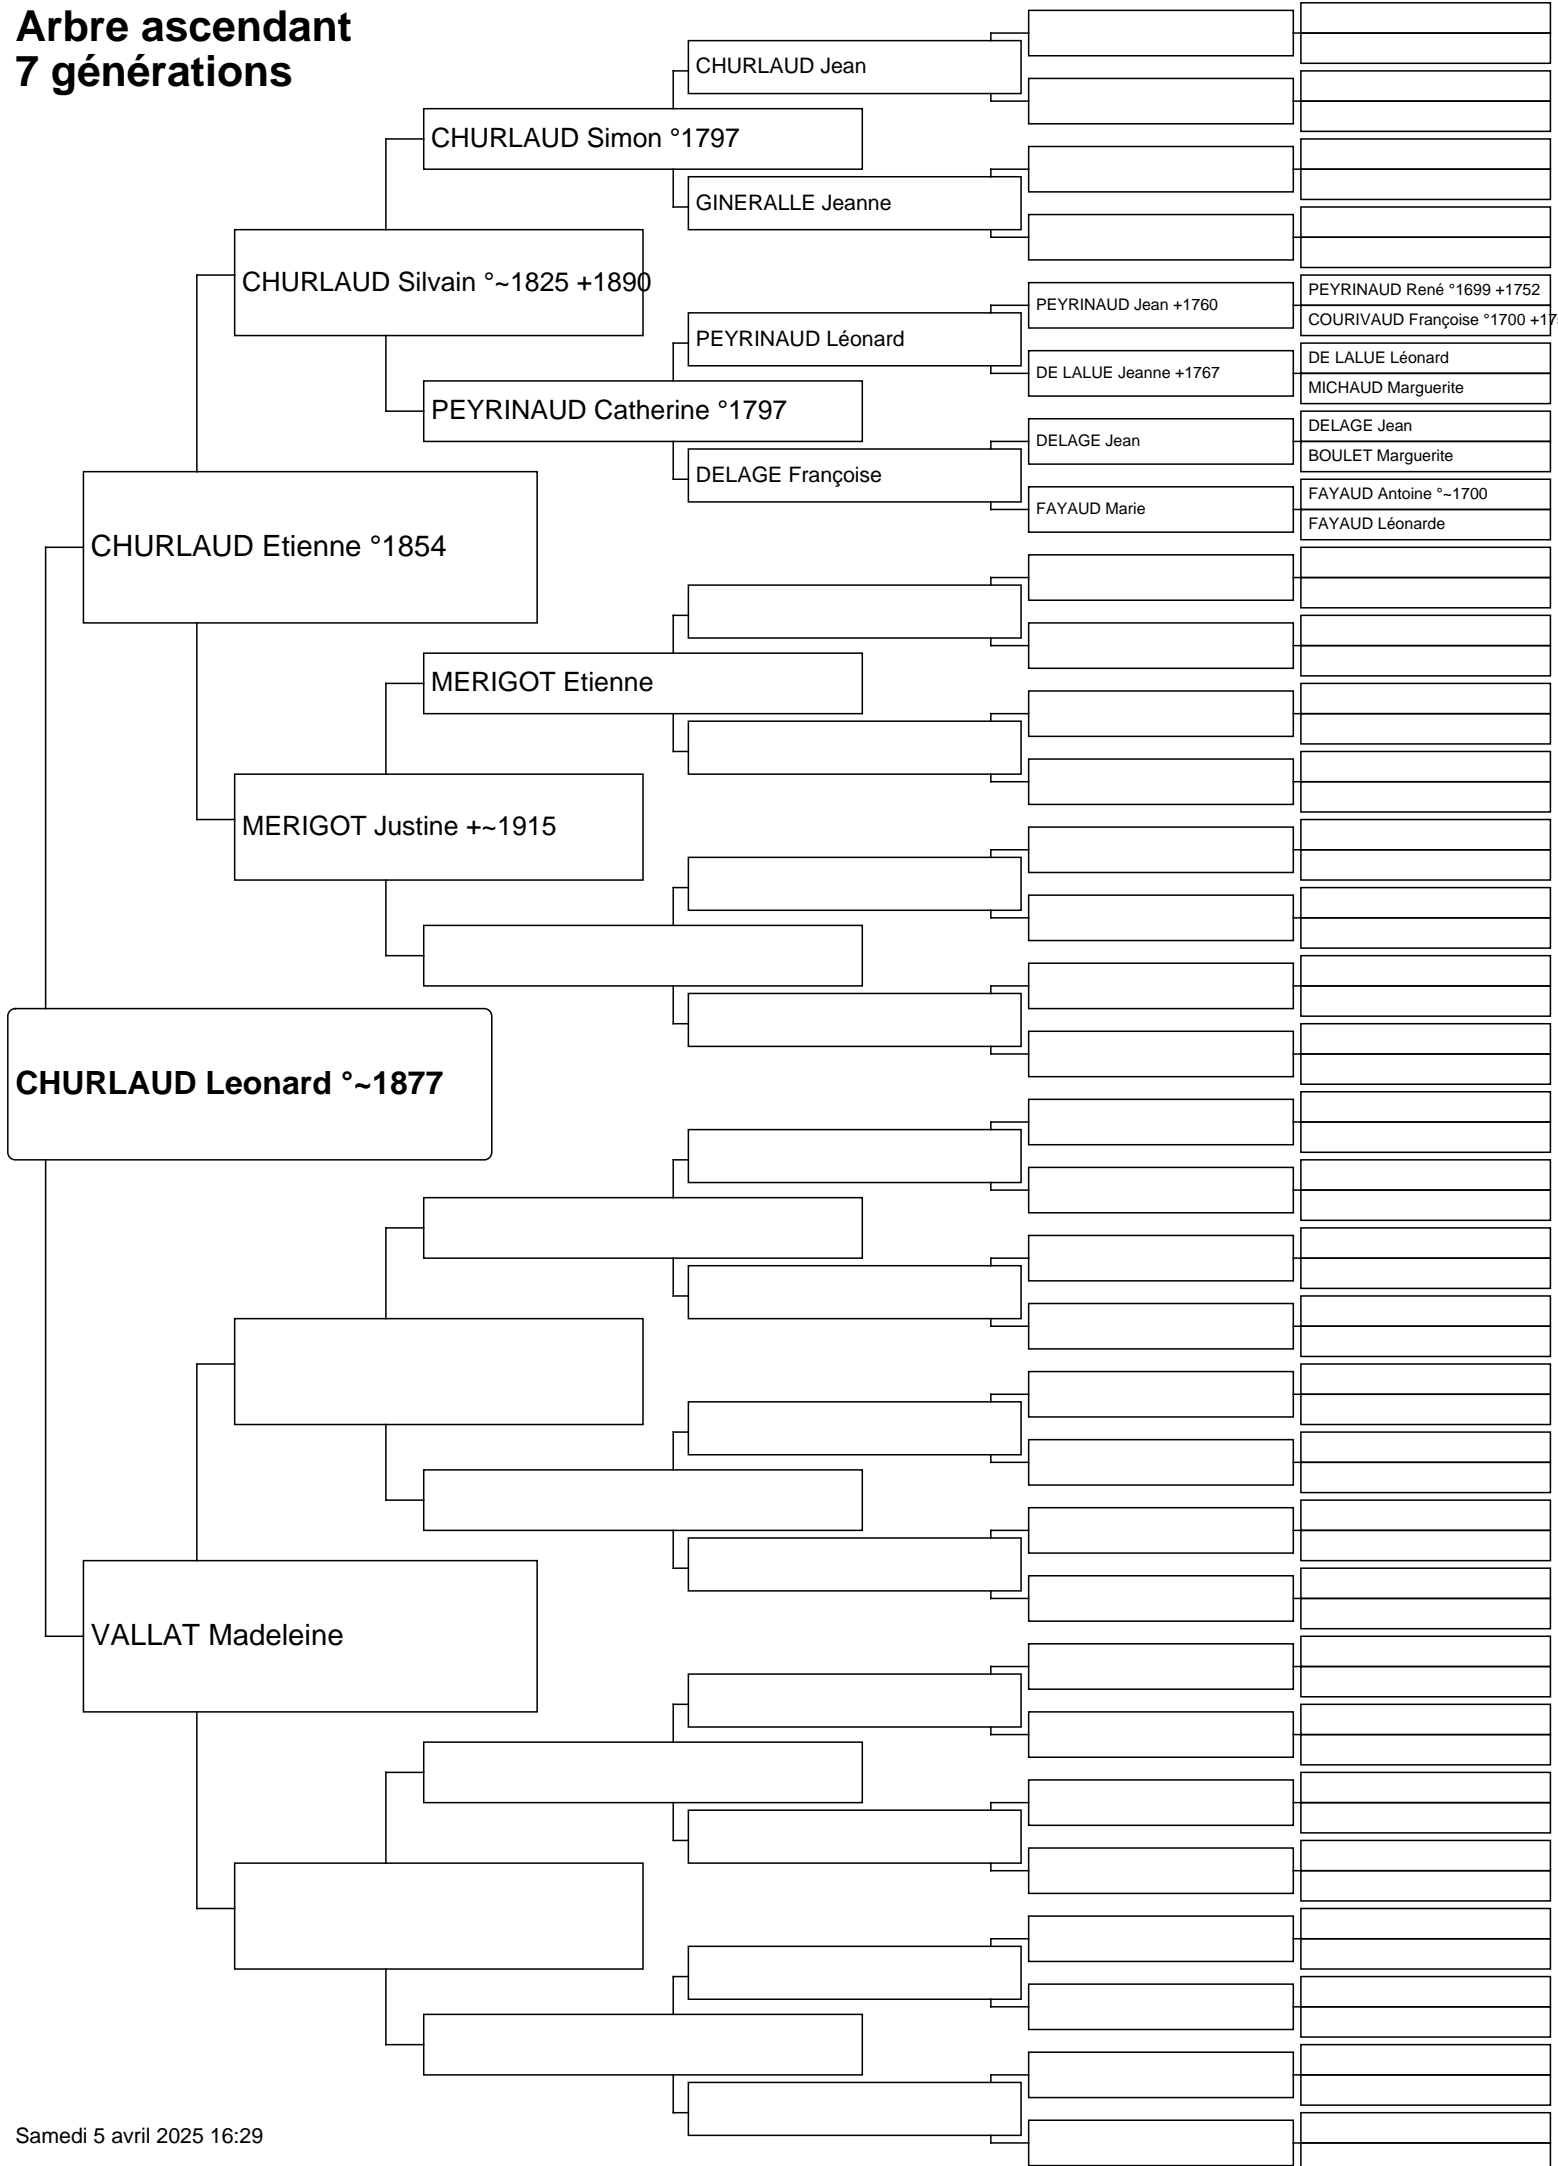 Arbre ascendant
7 générations
CHURLAUD Jean
CHURLAUD Simon °1797
GINERALLE Jeanne
CHURLAUD Silvain °~1825 +1890
PEYRINAUD René °1699 +1752
PEYRINAUD Jean +1760
COURIVAUD Françoise °1700 +17
PEYRINAUD Léonard
DE LALUE Léonard
DE LALUE Jeanne +1767
MICHAUD Marguerite
PEYRINAUD Catherine °1797
DELAGE Jean
DELAGE Jean
BOULET Marguerite
DELAGE Françoise
FAYAUD Antoine °~1700
FAYAUD Marie
FAYAUD Léonarde
CHURLAUD Etienne °1854
MERIGOT Etienne
MERIGOT Justine +~1915
CHURLAUD Leonard °~1877
VALLAT Madeleine
Samedi 5 avril 2025 16:29